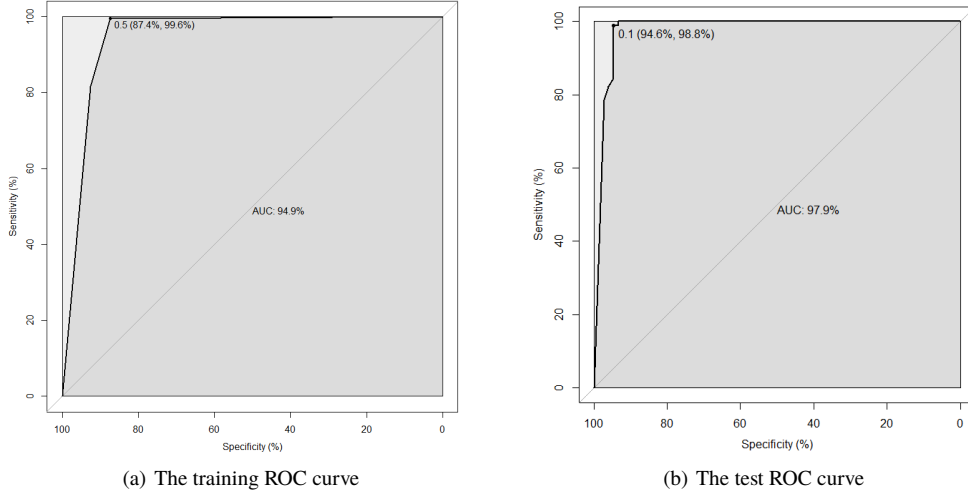 100
80
60
40
20
0
Sensitivity (%)
0.5 (87.4%, 99.6%)
AUC: 94.9%
100 80 60 40 20 0
Specificity (%)
(a) The training ROC curve
100
80
60
40
20
0
Sensitivity (%)
0.1 (94.6%, 98.8%)
AUC: 97.9%
100 80 60 40 20 0
Specificity (%)
(b) The test ROC curve